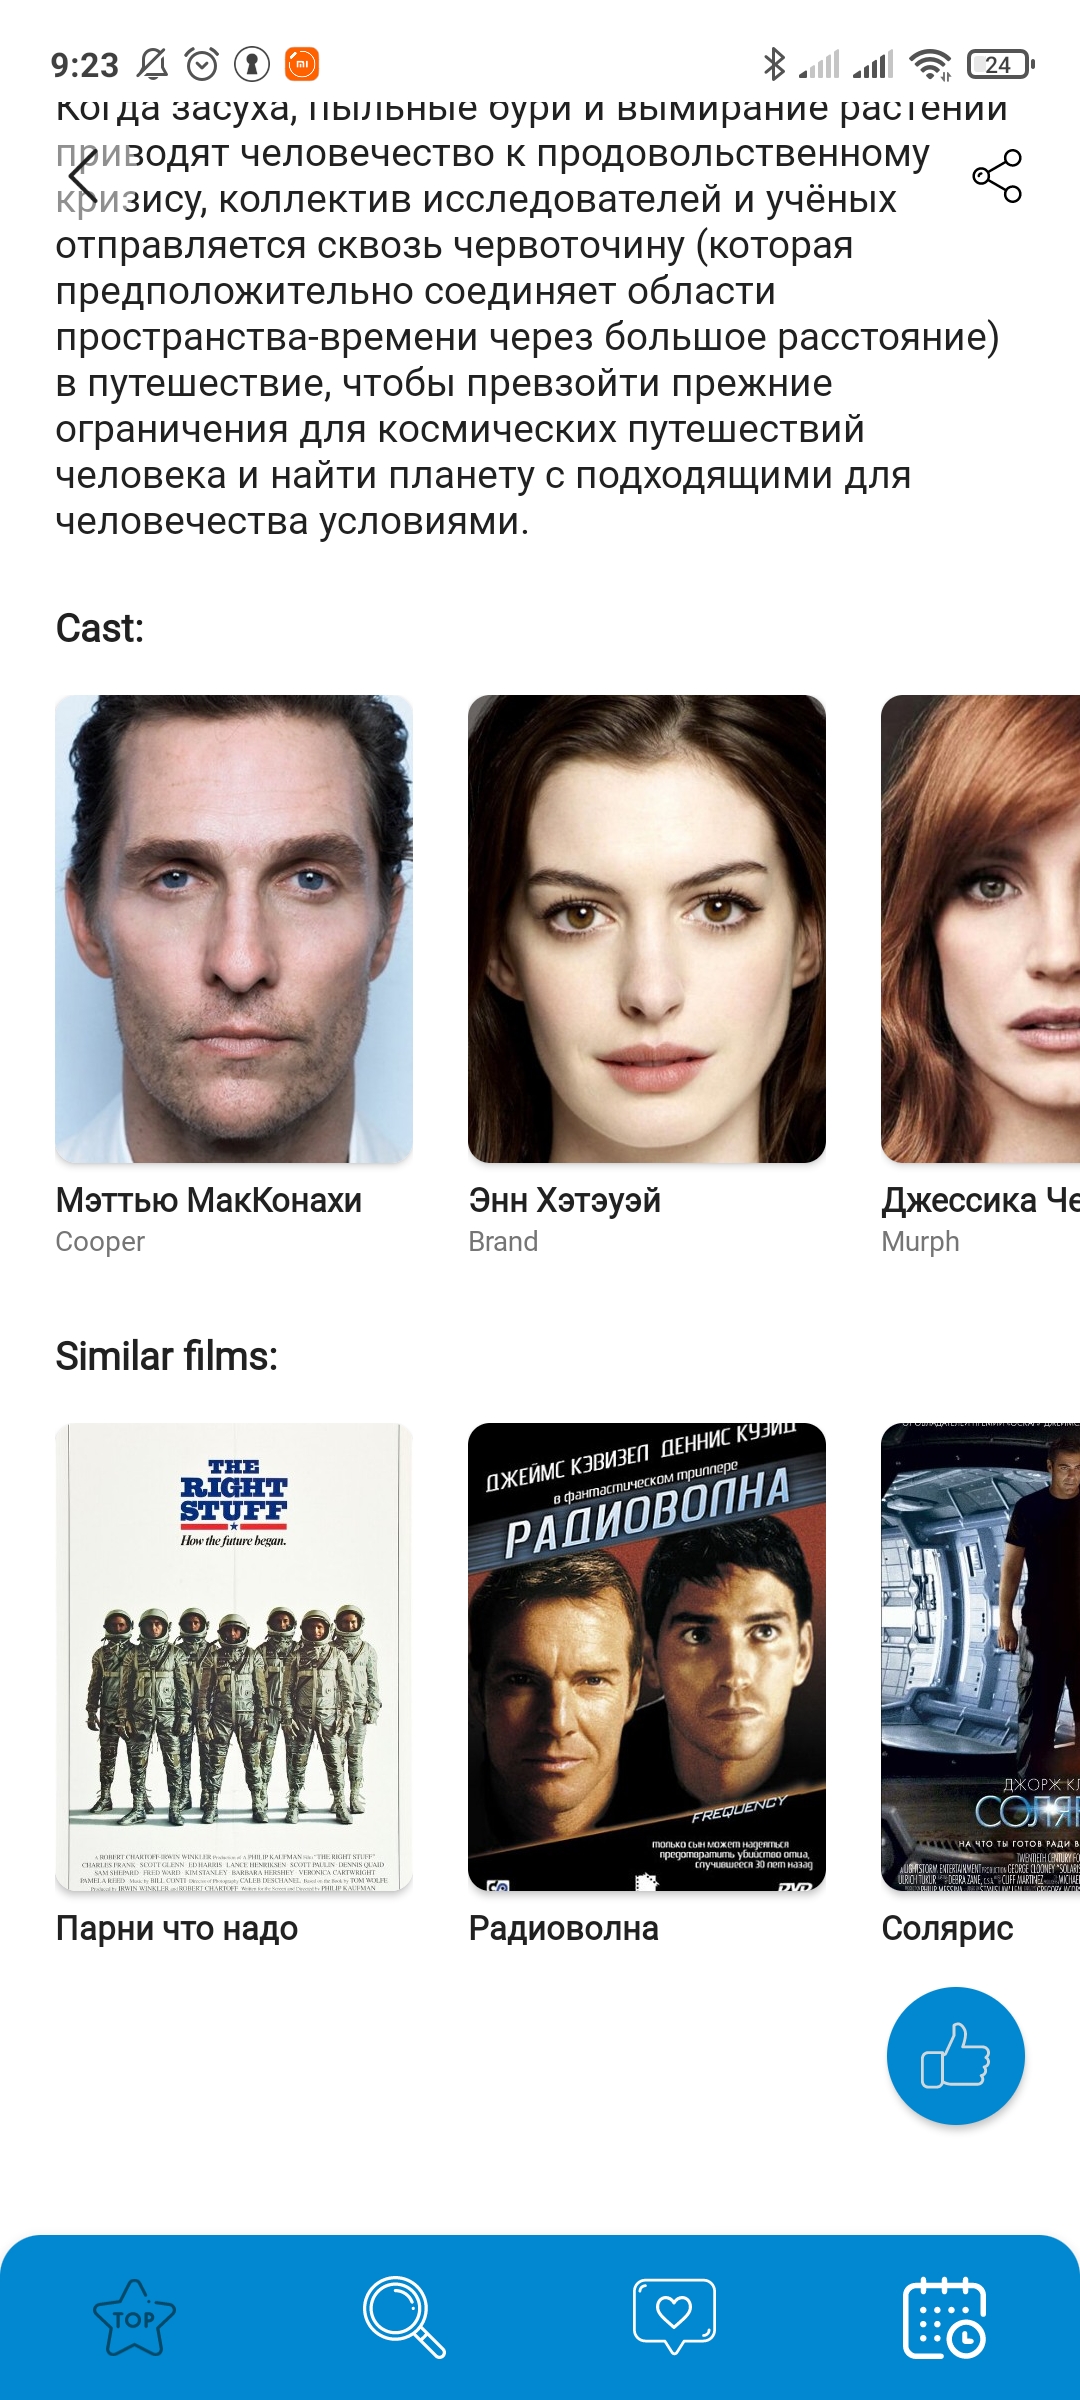 9:23
24
Когда засуха, пыльные бури и вымирание растений
приводят человечество к продовольственному
кризису, коллектив исследователей и учёных
отправляется сквозь червоточину (которая
предположительно соединяет области
пространства-времени через большое расстояние)
в путешествие, чтобы превзойти прежние
ограничения для космических путешествий
человека и найти планету с подходящими для
человечества условиями.
Cast:
Мэттью МакКонахи
Cooper
Энн Хэтэуэй
Brand
Джессика Че
Murph
Similar films:
THE
RIGHT
STUFF
How the future began.
ДЖЕЙМС КЭВИЗЕЛ ДЕННИС КУЭЙД
в фантастическом триллере
РАДИОВОЛНА
FREQUENCY
только сын может надеяться
предотвратить убийство отца,
случившееся 30 лет назад
DVD
ДЖОРЖ КЛ
СОЛЯР
НА ЧТО ТЫ ГОТОВ РАДИ В
Парни что надо
Радиоволна
Солярис
TOP